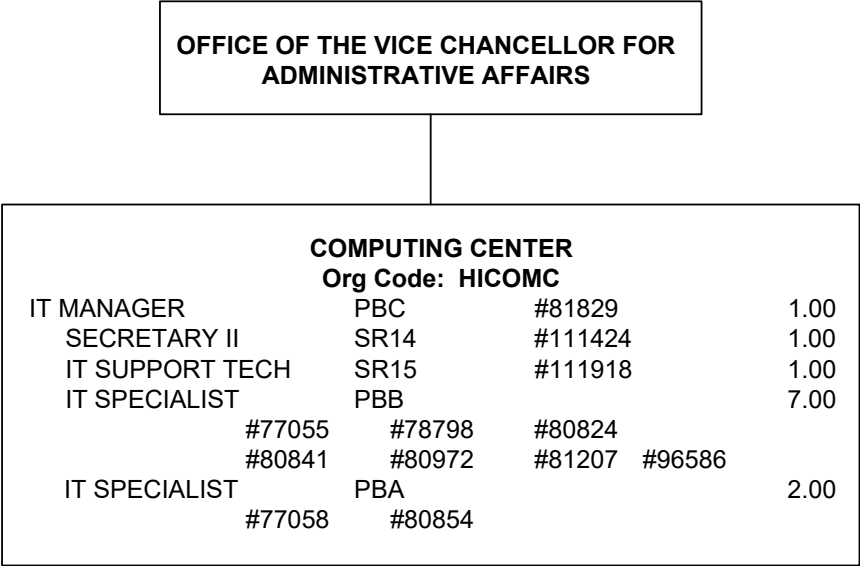 OFFICE OF THE VICE CHANCELLOR FOR
ADMINISTRATIVE AFFAIRS
COMPUTING CENTER
Org Code: HICOMC
IT MANAGER PBC #81829 1.00
SECRETARY II SR14 #111424 1.00
IT SUPPORT TECH SR15 #111918 1.00
IT SPECIALIST PBB 7.00
#77055 #78798 #80824
#80841 #80972 #81207 #96586
IT SPECIALIST PBA 2.00
#77058 #80854